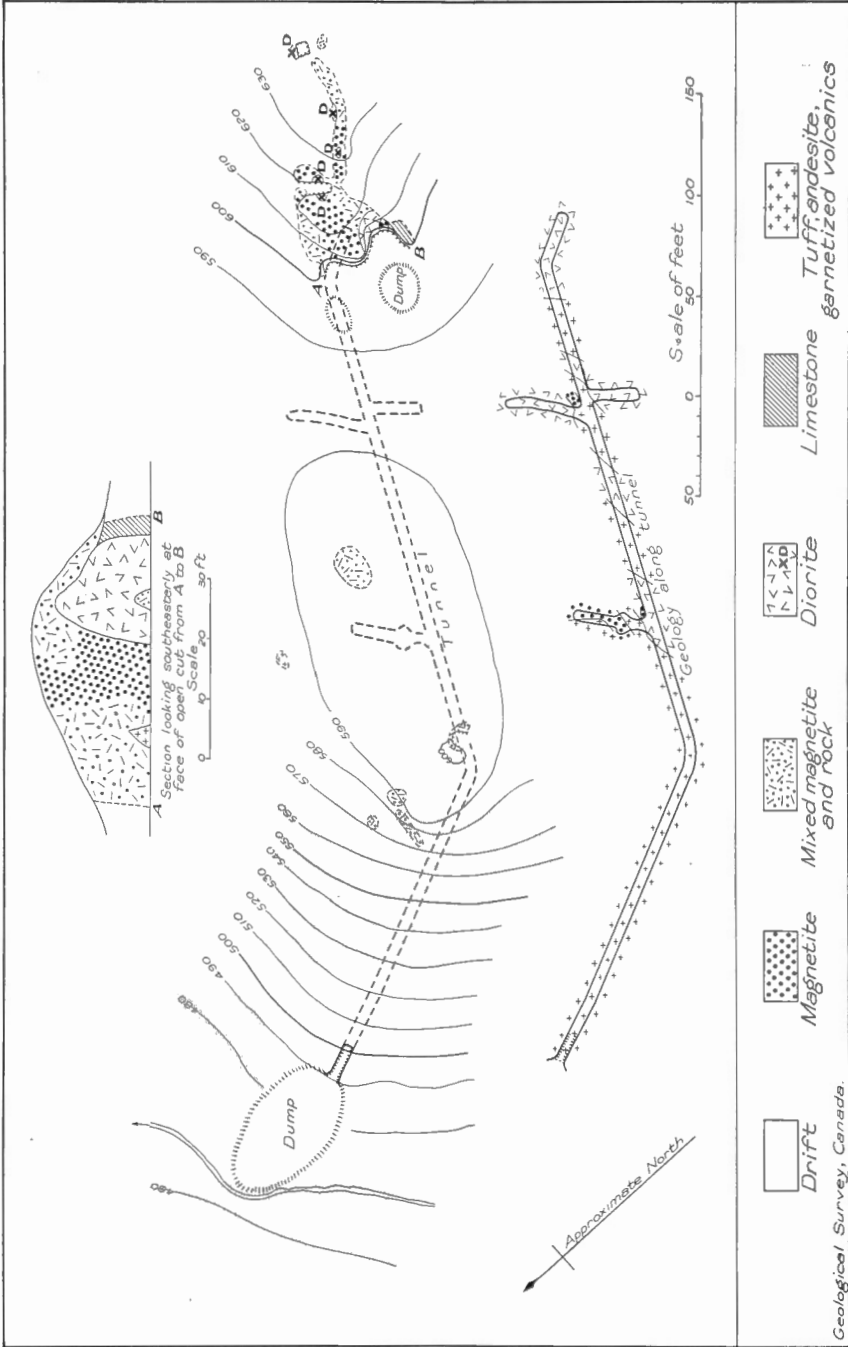 A
B
Section looking southeasterly at
face of open cut from A to B
Scale
0 10 20 30 ft
480
480
490
500
510
520
530
540
550
570
580
590
590
600
610
620
630
D
D
D
D
D
A
B
Dump
Dump
Tunnel
Geology along tunnel
50 0 50 100 150
Scale of feet
Approximate North
Drift
Magnetite
Mixed magnetite
and rock
XD
Diorite
Limestone
Tuff, andesite,
garnetized volcanics
Geological Survey, Canada.